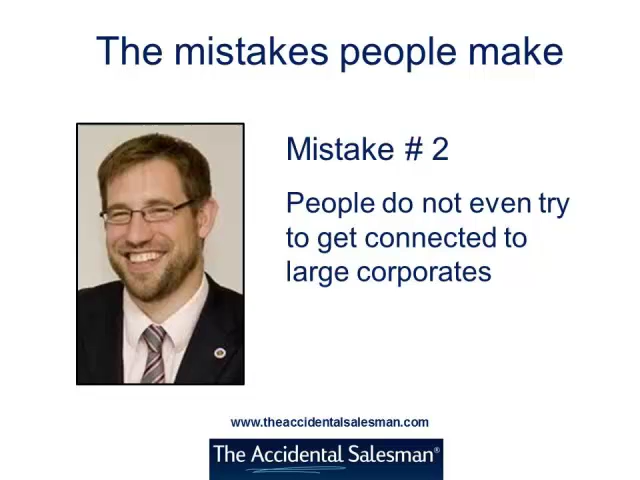 The mistakes people make
Mistake # 2
People do not even try
to get connected to
large corporates
www.theaccidentalsalesman.com
The Accidental Salesman®